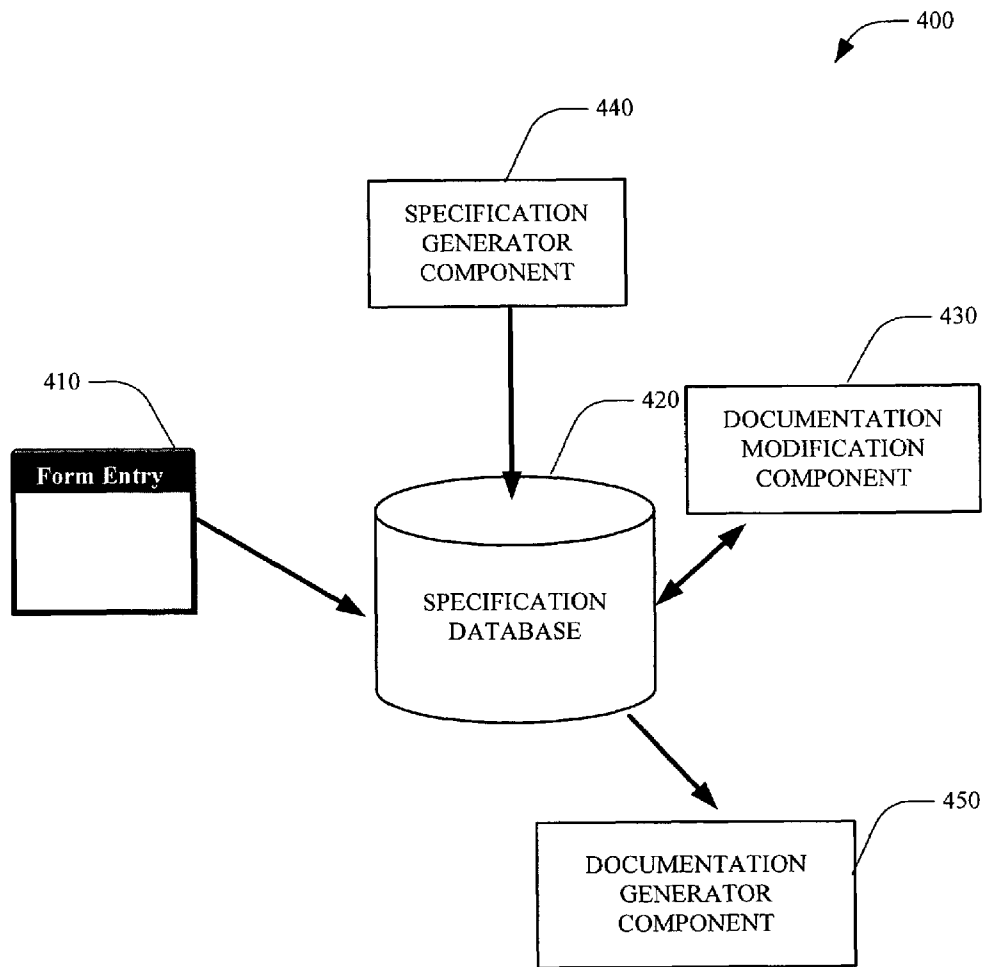 400
440
SPECIFICATION
GENERATOR
COMPONENT
430
410
420
DOCUMENTATION
MODIFICATION
COMPONENT
Form Entry
SPECIFICATION
DATABASE
450
DOCUMENTATION
GENERATOR
COMPONENT